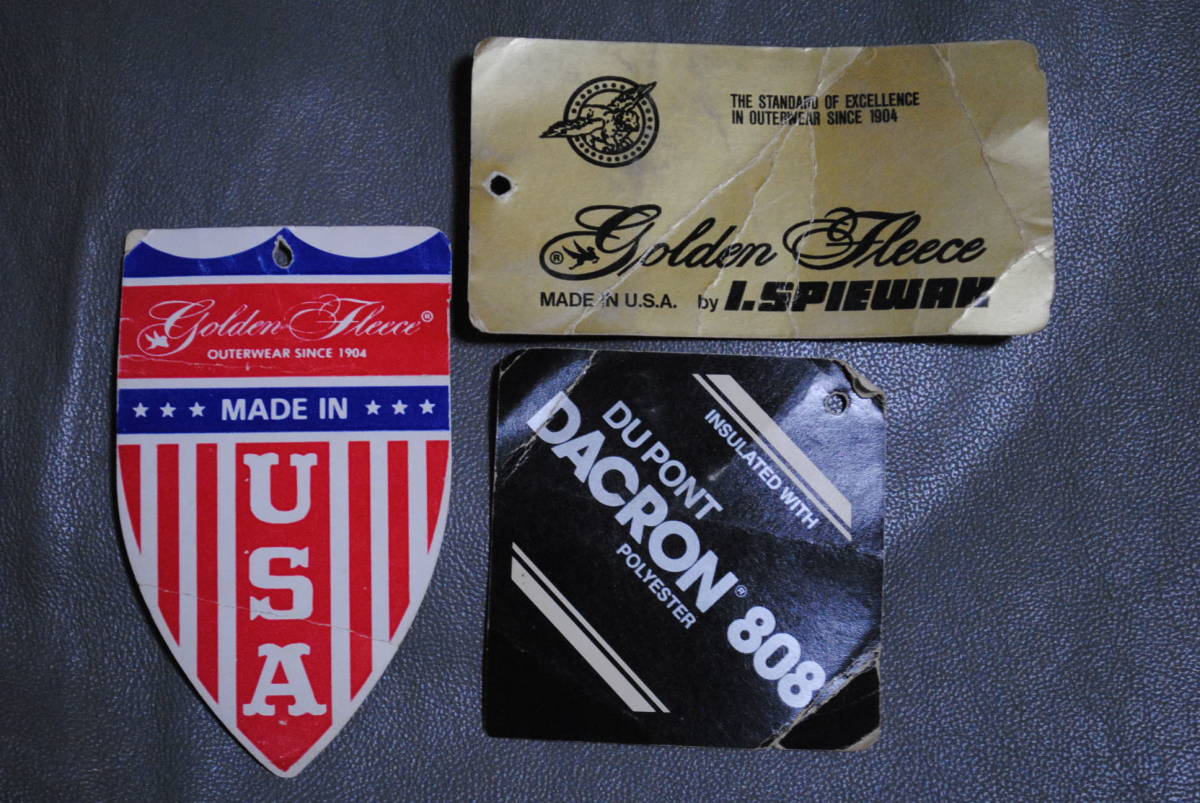 THE STANDARD OF EXCELLENCE
IN OUTERWEAR SINCE 1904
Golden Fleece
®
MADE IN U.S.A. by I.SPIEWAK
Golden Fleece®
OUTERWEAR SINCE 1904
MADE IN
USA
INSULATED WITH
DU PONT
DACRON® 808
POLYESTER